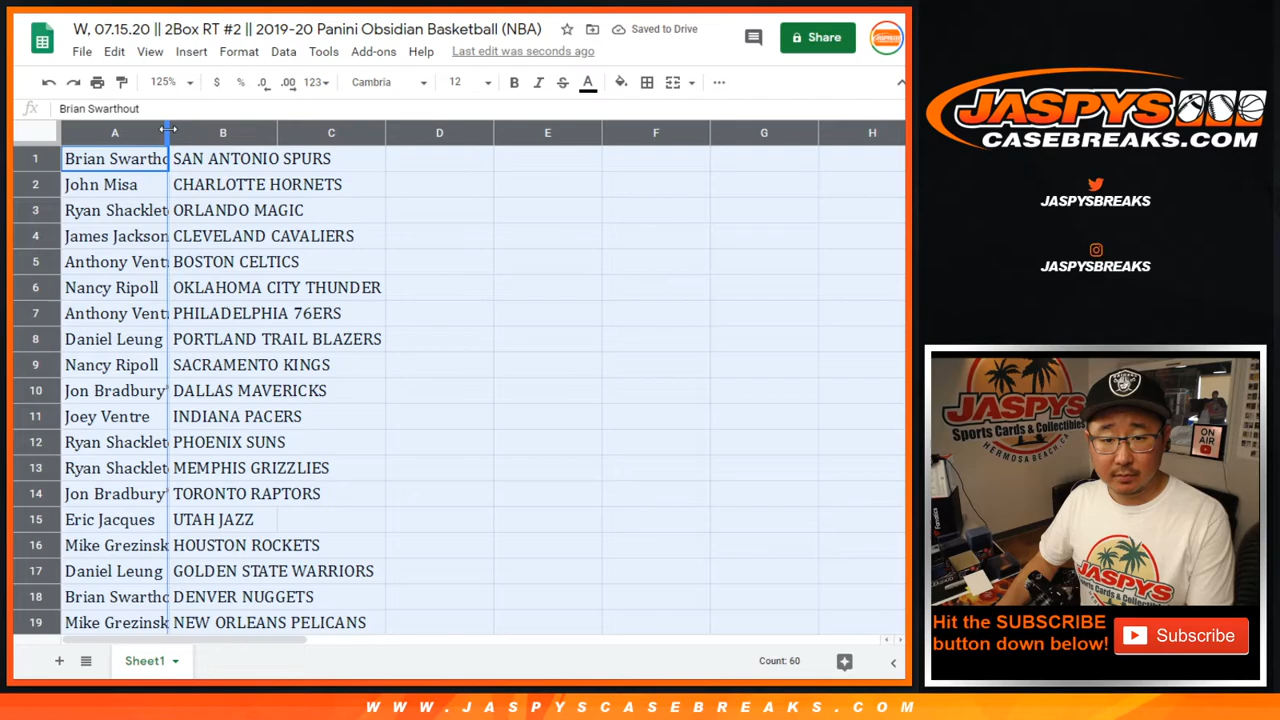 W, 07.15.20 || 2Box RT #2 || 2019-20 Panini Obsidian Basketball (NBA)
Saved to Drive
Share
File Edit View Insert Format Data Tools Add-ons Help Last edit was seconds ago
125% $ % .0 .00 123 Cambria 12 B I S A
fx Brian Swarthout
A B C D E F G H
1 Brian Swartho SAN ANTONIO SPURS
2 John Misa CHARLOTTE HORNETS
3 Ryan Shacklet ORLANDO MAGIC
4 James Jackson CLEVELAND CAVALIERS
5 Anthony Vent BOSTON CELTICS
6 Nancy Ripoll OKLAHOMA CITY THUNDER
7 Anthony Vent PHILADELPHIA 76ERS
8 Daniel Leung PORTLAND TRAIL BLAZERS
9 Nancy Ripoll SACRAMENTO KINGS
10 Jon Bradbury DALLAS MAVERICKS
11 Joey Ventre INDIANA PACERS
12 Ryan Shacklet PHOENIX SUNS
13 Ryan Shacklet MEMPHIS GRIZZLIES
14 Jon Bradbury TORONTO RAPTORS
15 Eric Jacques UTAH JAZZ
16 Mike Grezinsk HOUSTON ROCKETS
17 Daniel Leung GOLDEN STATE WARRIORS
18 Brian Swartho DENVER NUGGETS
19 Mike Grezinsk NEW ORLEANS PELICANS
Sheet1
Count: 60
JASPYS
CASEBREAKS.COM
JASPYSBREAKS
JASPYSBREAKS
JASPYS
Sports Cards & Collectibles
HERMOSA BEACH, CA
ON
AIR
JASPYS
Hit the SUBSCRIBE
button down below!
Subscribe
WWW.JASPYSCASEBREAKS.COM